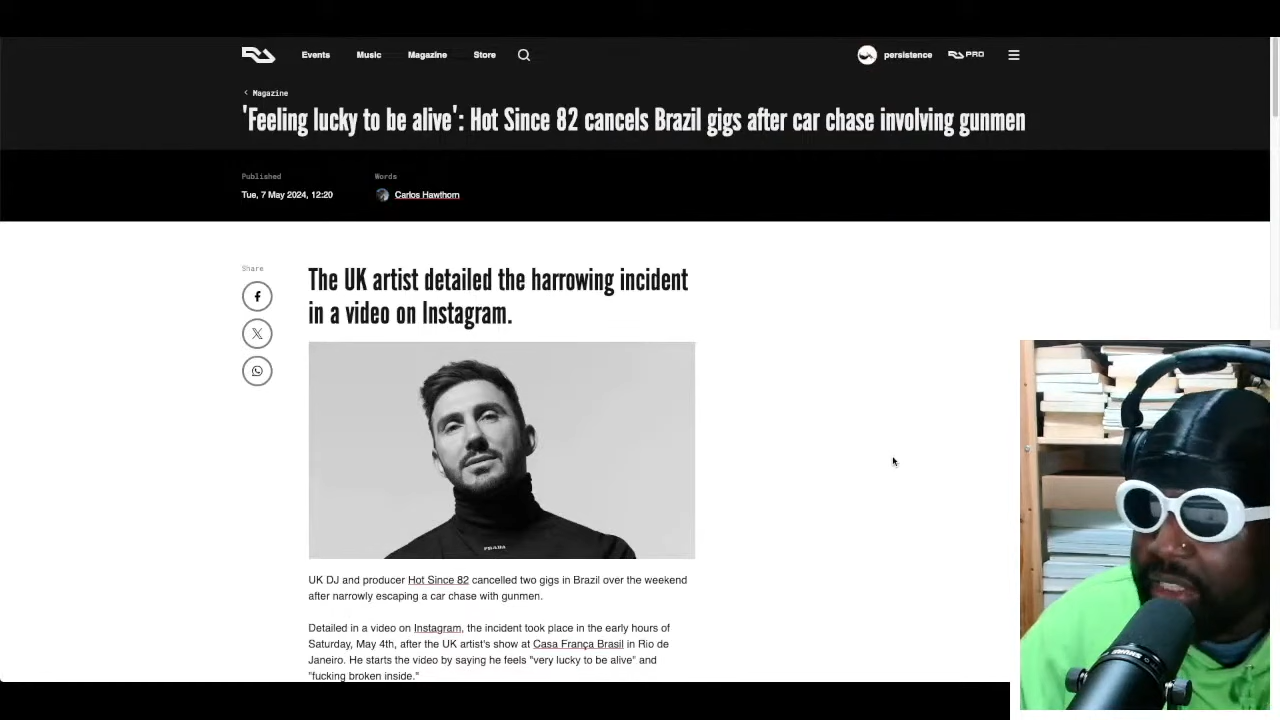 Events Music Magazine Store
persistence
RA PRO
< Magazine
'Feeling lucky to be alive': Hot Since 82 cancels Brazil gigs after car chase involving gunmen
Published
Words
Tue, 7 May 2024, 12:20
Carlos Hawthorn
Share
The UK artist detailed the harrowing incident
in a video on Instagram.
PRADA
UK DJ and producer Hot Since 82 cancelled two gigs in Brazil over the weekend
after narrowly escaping a car chase with gunmen.
Detailed in a video on Instagram, the incident took place in the early hours of
Saturday, May 4th, after the UK artist's show at Casa França Brasil in Rio de
Janeiro. He starts the video by saying he feels "very lucky to be alive" and
"fucking broken inside."